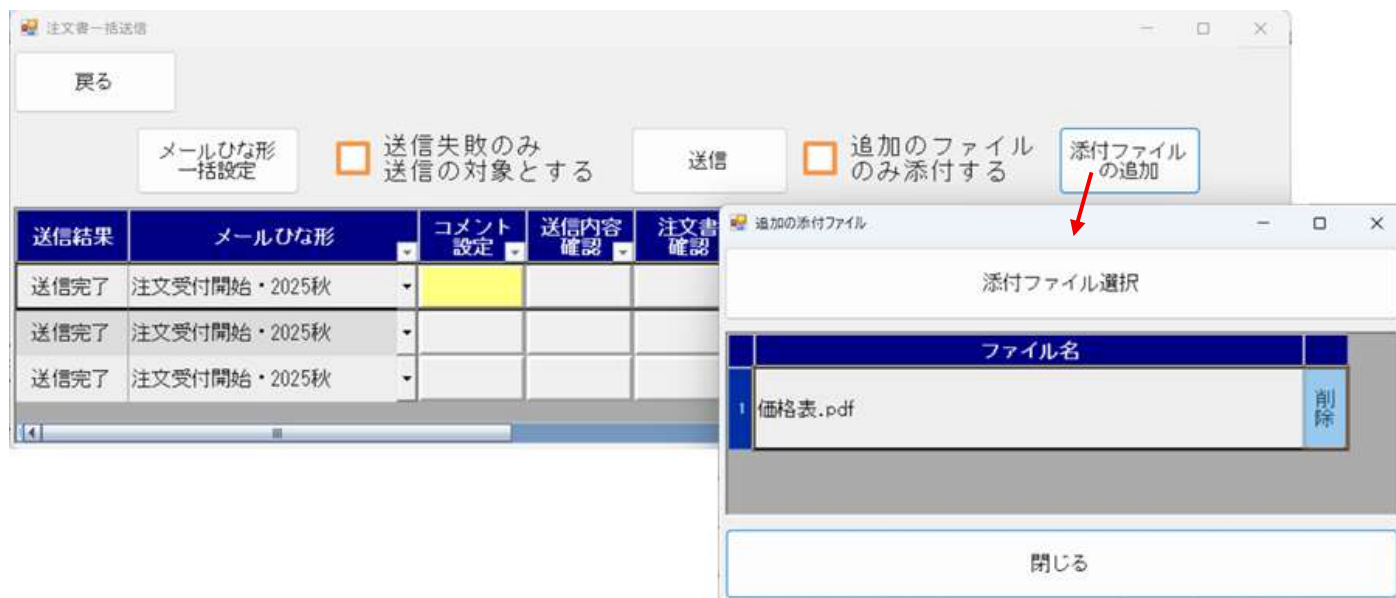 注文書一括送信
戻る
メールひな形
一括設定
送信失敗のみ
送信の対象とする
送信
追加のファイル
のみ添付する
添付ファイル
の追加
送信結果 メールひな形 コメント設定 送信内容確認 注文書確認
送信完了 注文受付開始・2025秋
送信完了 注文受付開始・2025秋
送信完了 注文受付開始・2025秋
追加の添付ファイル
添付ファイル選択
ファイル名
1 価格表.pdf 削除
閉じる